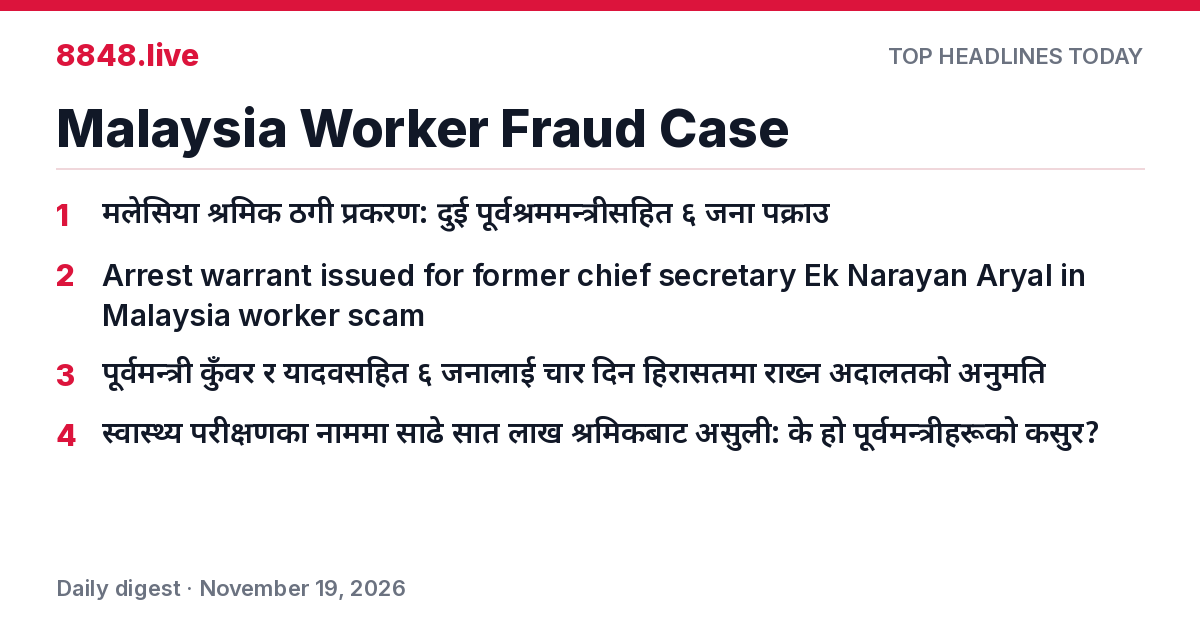 8848.live
TOP HEADLINES TODAY
Malaysia Worker Fraud Case
1 मलेसिया श्रमिक ठगी प्रकरण: दुई पूर्वश्रममन्त्रीसहित ६ जना पक्राउ
2 Arrest warrant issued for former chief secretary Ek Narayan Aryal in
Malaysia worker scam
3 पूर्वमन्त्री कुँवर र यादवसहित ६ जनालाई चार दिन हिरासतमा राख्न अदालतको अनुमति
4 स्वास्थ्य परीक्षणका नाममा साढे सात लाख श्रमिकबाट असुली: के हो पूर्वमन्त्रीहरूको कसुर?
Daily digest · November 19, 2026